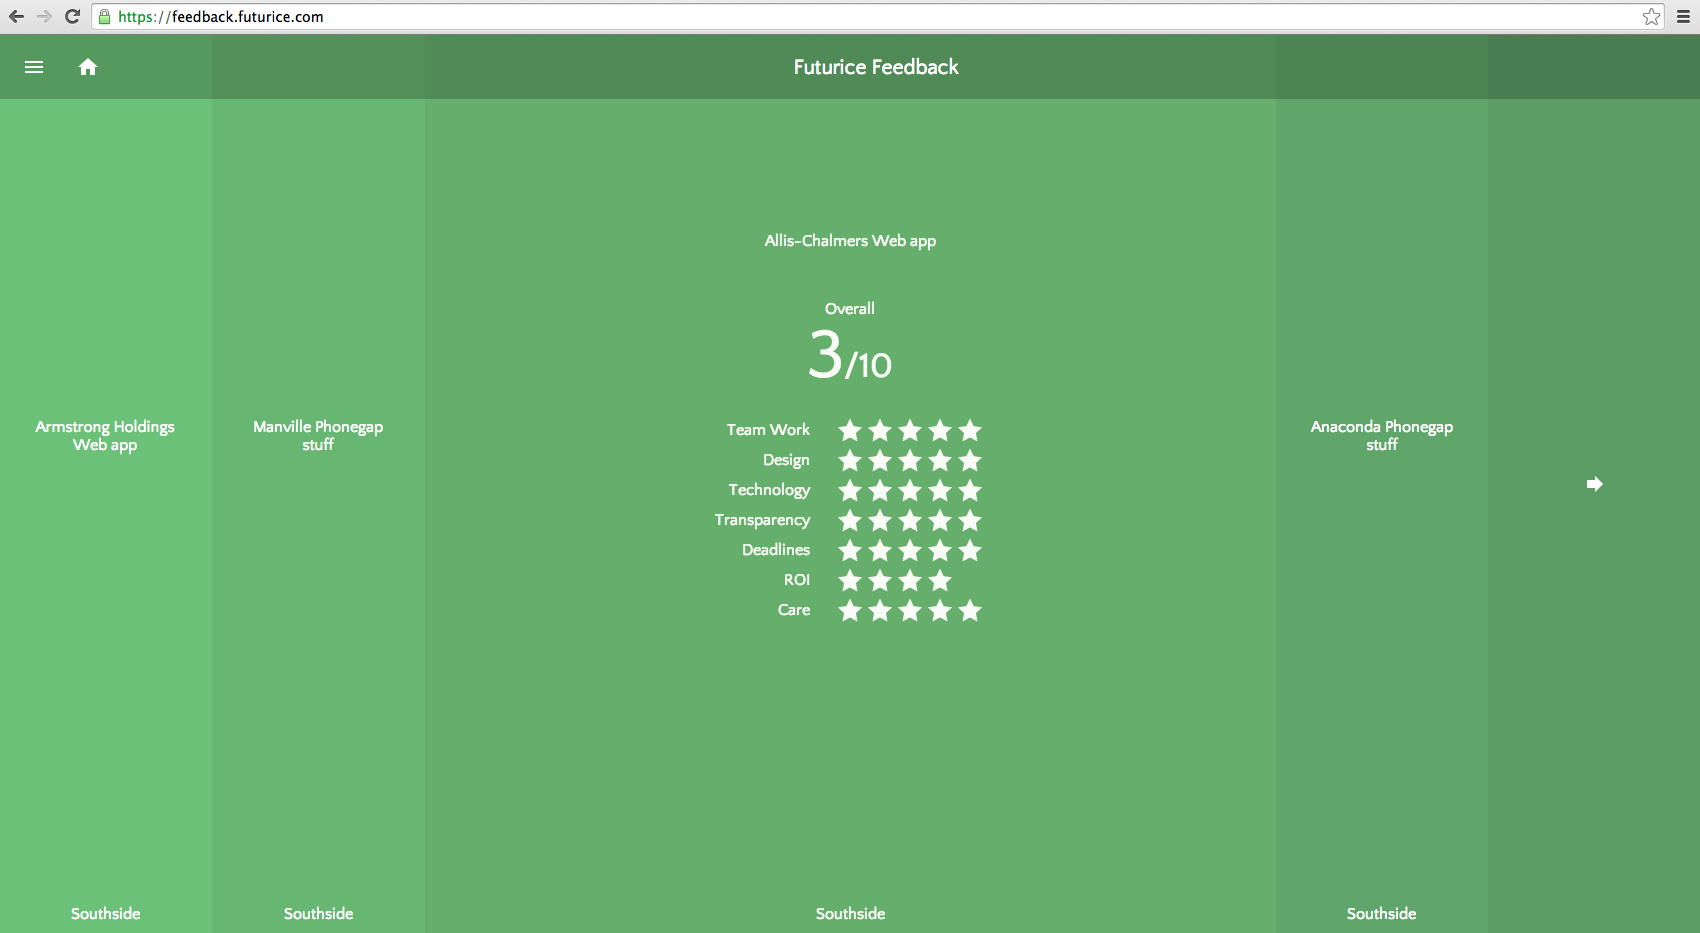 https://feedback.futurice.com
Futurice Feedback
Armstrong Holdings
Web app
Southside
Manville Phonegap
stuff
Southside
Allis-Chalmers Web app
Overall
3/10
Team Work
Design
Technology
Transparency
Deadlines
ROI
Care
Southside
Anaconda Phonegap
stuff
Southside